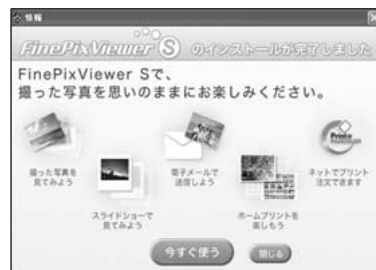 情報
FinePixViewer S のインストールが完了しました
FinePixViewer Sで、
撮った写真を思いのままにお楽しみください。
撮った写真を
見てみよう
スライドショーで
見てみよう
電子メールで
送信しよう
ホームプリントを
楽しもう
ネットでプリント
注文できます
今すぐ使う
閉じる